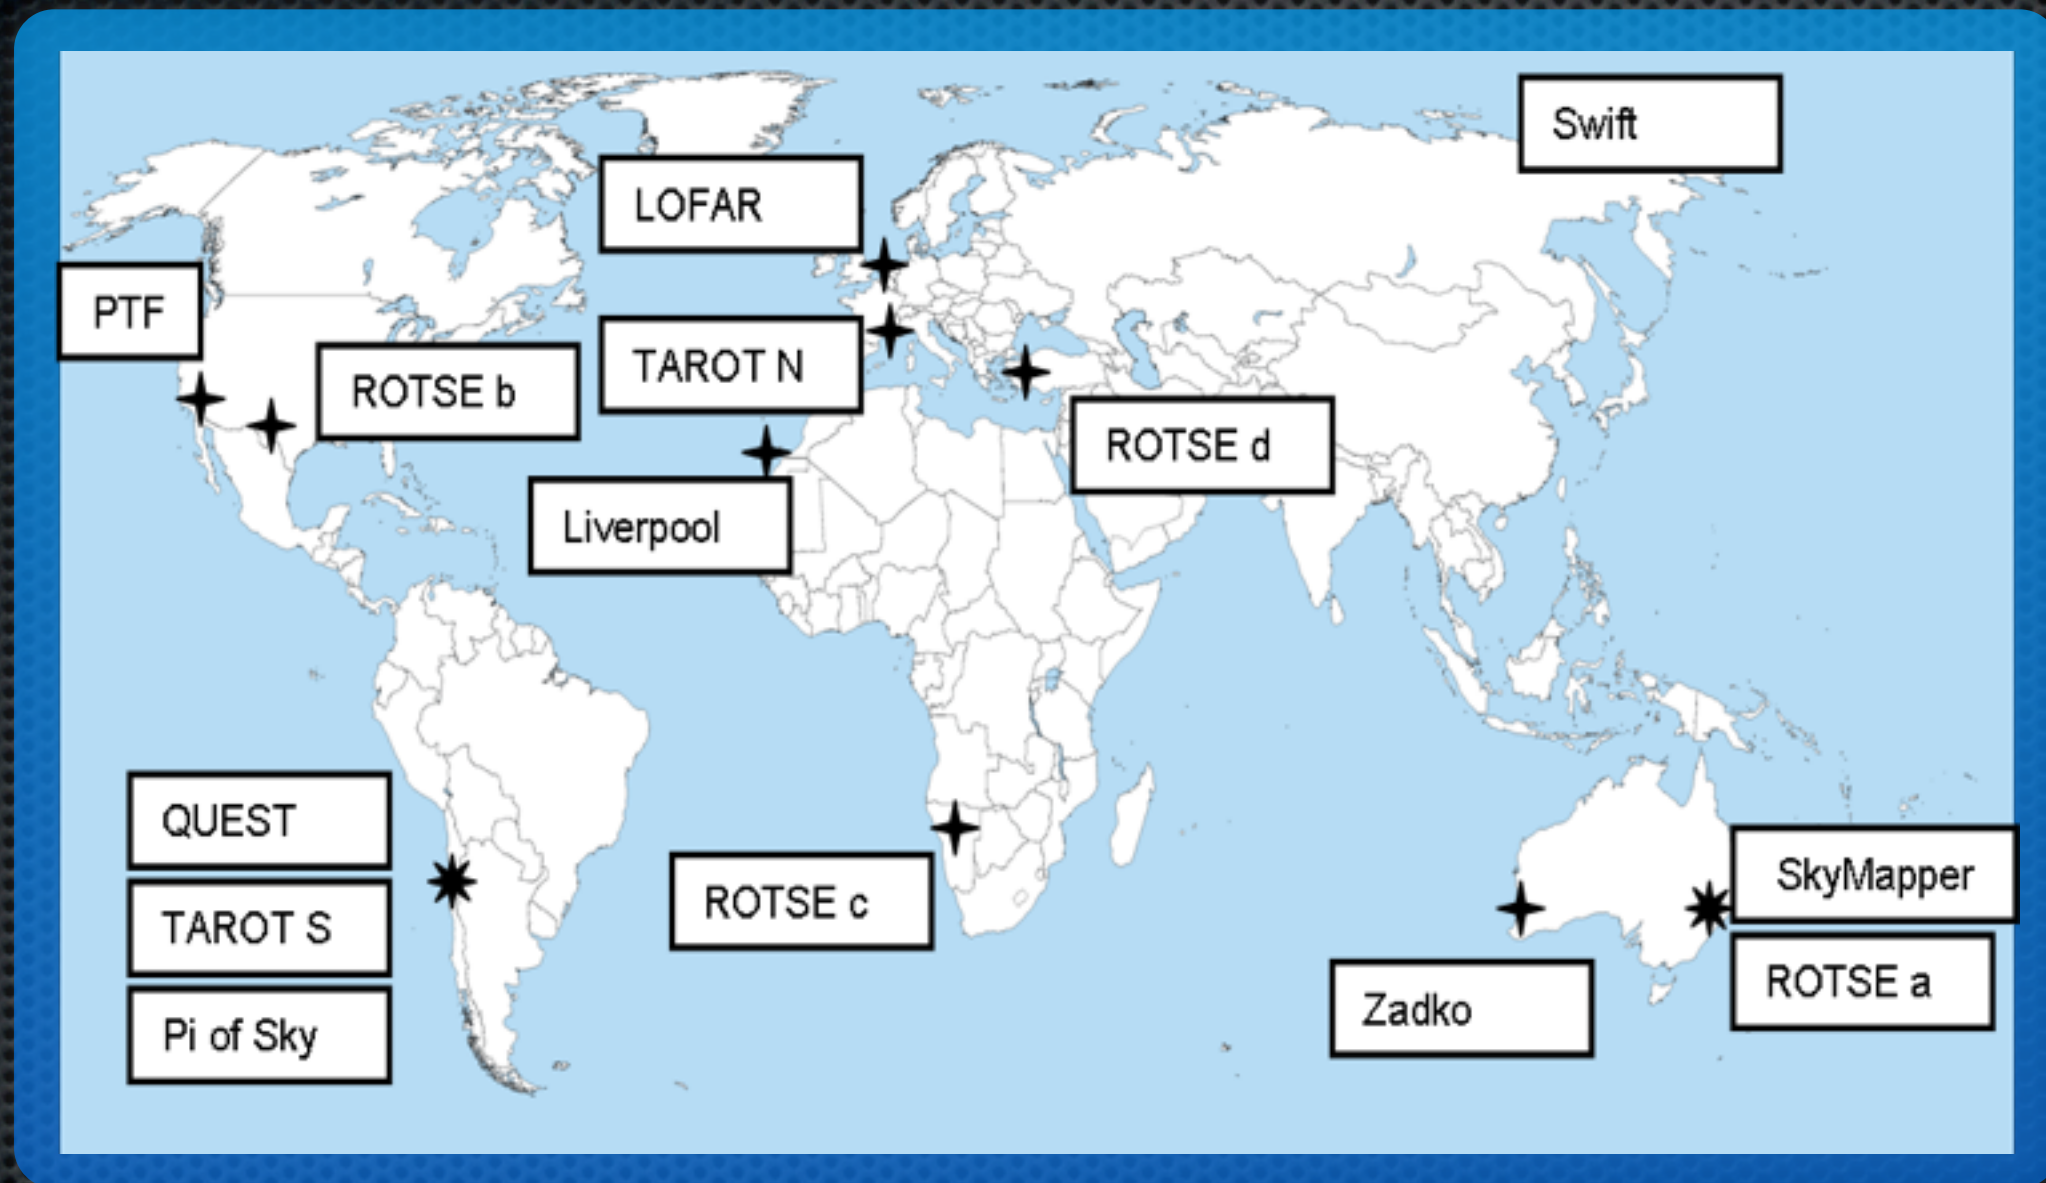 Swift
LOFAR
PTF
TAROT N
ROTSE b
ROTSE d
Liverpool
QUEST
TAROT S
Pi of Sky
ROTSE c
SkyMapper
ROTSE a
Zadko